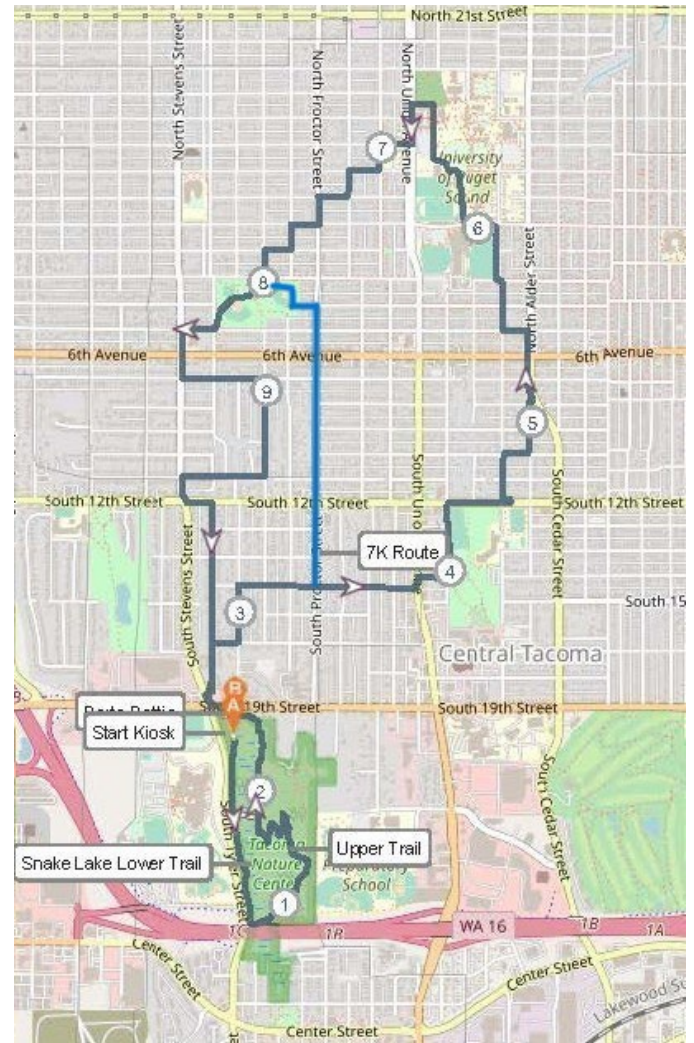 North 21st Street
North Stevens Street
North Proctor Street
North Union Avenue
7
University
of Puget
Sound
6
North Alder Street
8
6th Avenue
6th Avenue
6th Avenue
9
5
South 12th Street
South 12th Street
South 12th Street
South Stevens Street
South Cedar Street
7K Route
4
3
South 15
Central Tacoma
B
A
South 19th Street
South 19th Street
Start Kiosk
South Cedar Street
2
Upper Trail
Snake Lake Lower Trail
South Tyler Street
Tacoma
Nature
Center
Preparatory
School
1
1C
1B
WA 16
1B
1A
Center Street
Center Street
Center Street
Lakewood